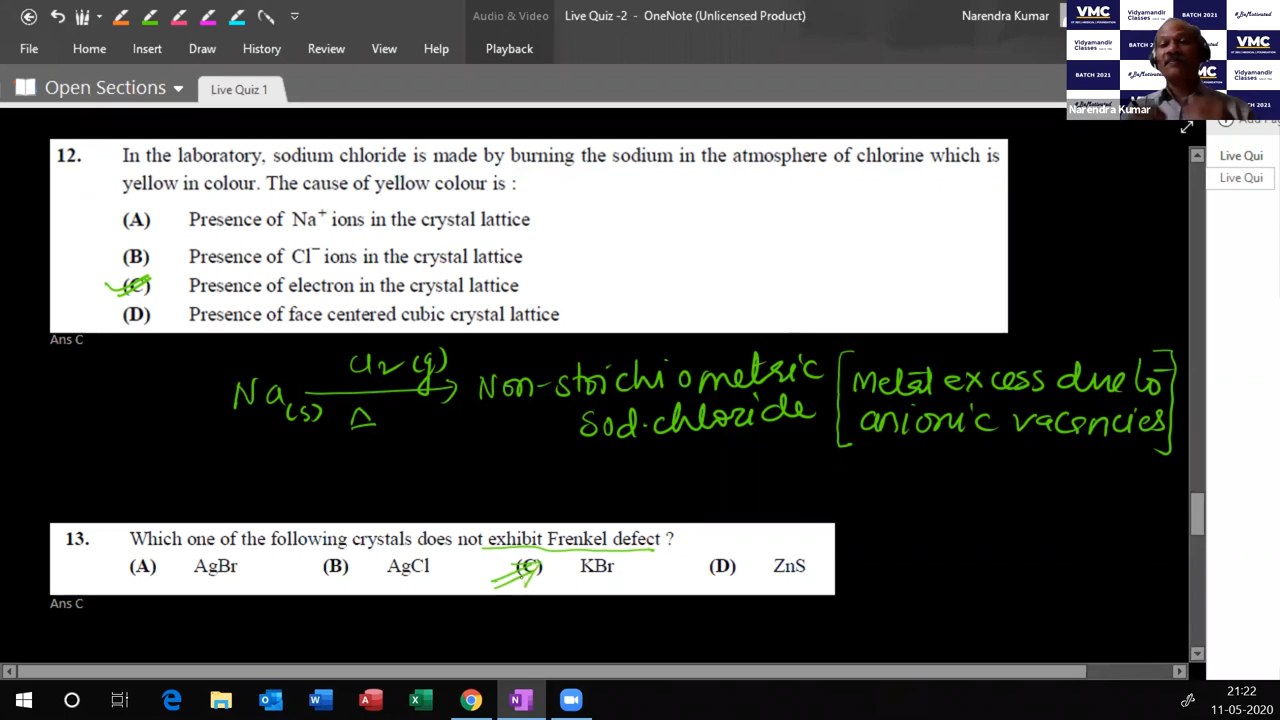 Audio & Video
Live Quiz -2 - OneNote (Unlicensed Product)
Narendra Kumar
File Home Insert Draw History Review View Help Playback
Open Sections
Live Quiz 1
VMC
Vidyamandir Classes
BATCH 2021
#BeMotivated
Narendra Kumar
Live Qui
Live Qui
12. In the laboratory, sodium chloride is made by burning the sodium in the atmosphere of chlorine which is
yellow in colour. The cause of yellow colour is :
(A) Presence of Na⁺ ions in the crystal lattice
(B) Presence of Cl⁻ ions in the crystal lattice
(C) Presence of electron in the crystal lattice
(D) Presence of face centered cubic crystal lattice
Ans C
Cl2 (g)
Na(s) → Non-stoichiometric [Metal excess due to
Δ sod. chloride anionic vacancies]
13. Which one of the following crystals does not exhibit Frenkel defect ?
(A) AgBr (B) AgCl (C) KBr (D) ZnS
Ans C
21:22
11-05-2020